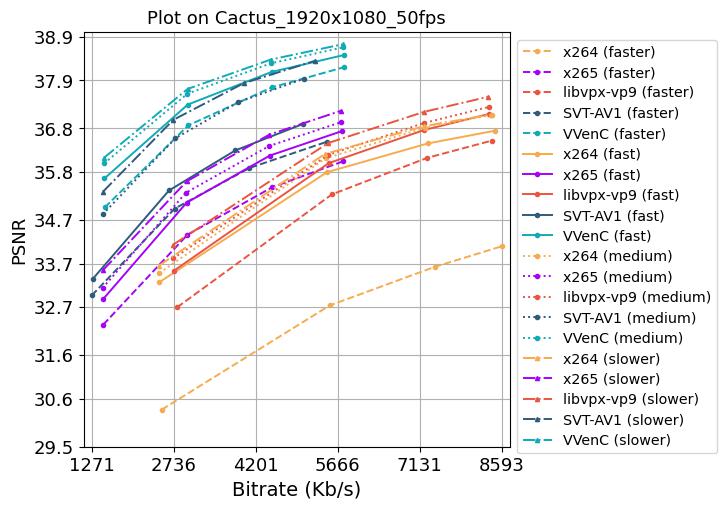 Plot on Cactus_1920x1080_50fps
PSNR
38.9
37.9
36.8
35.8
34.7
33.7
32.7
31.6
30.6
29.5
1271 2736 4201 5666 7131 8593
Bitrate (Kb/s)
x264 (faster)
x265 (faster)
libvpx-vp9 (faster)
SVT-AV1 (faster)
VVenC (faster)
x264 (fast)
x265 (fast)
libvpx-vp9 (fast)
SVT-AV1 (fast)
VVenC (fast)
x264 (medium)
x265 (medium)
libvpx-vp9 (medium)
SVT-AV1 (medium)
VVenC (medium)
x264 (slower)
x265 (slower)
libvpx-vp9 (slower)
SVT-AV1 (slower)
VVenC (slower)